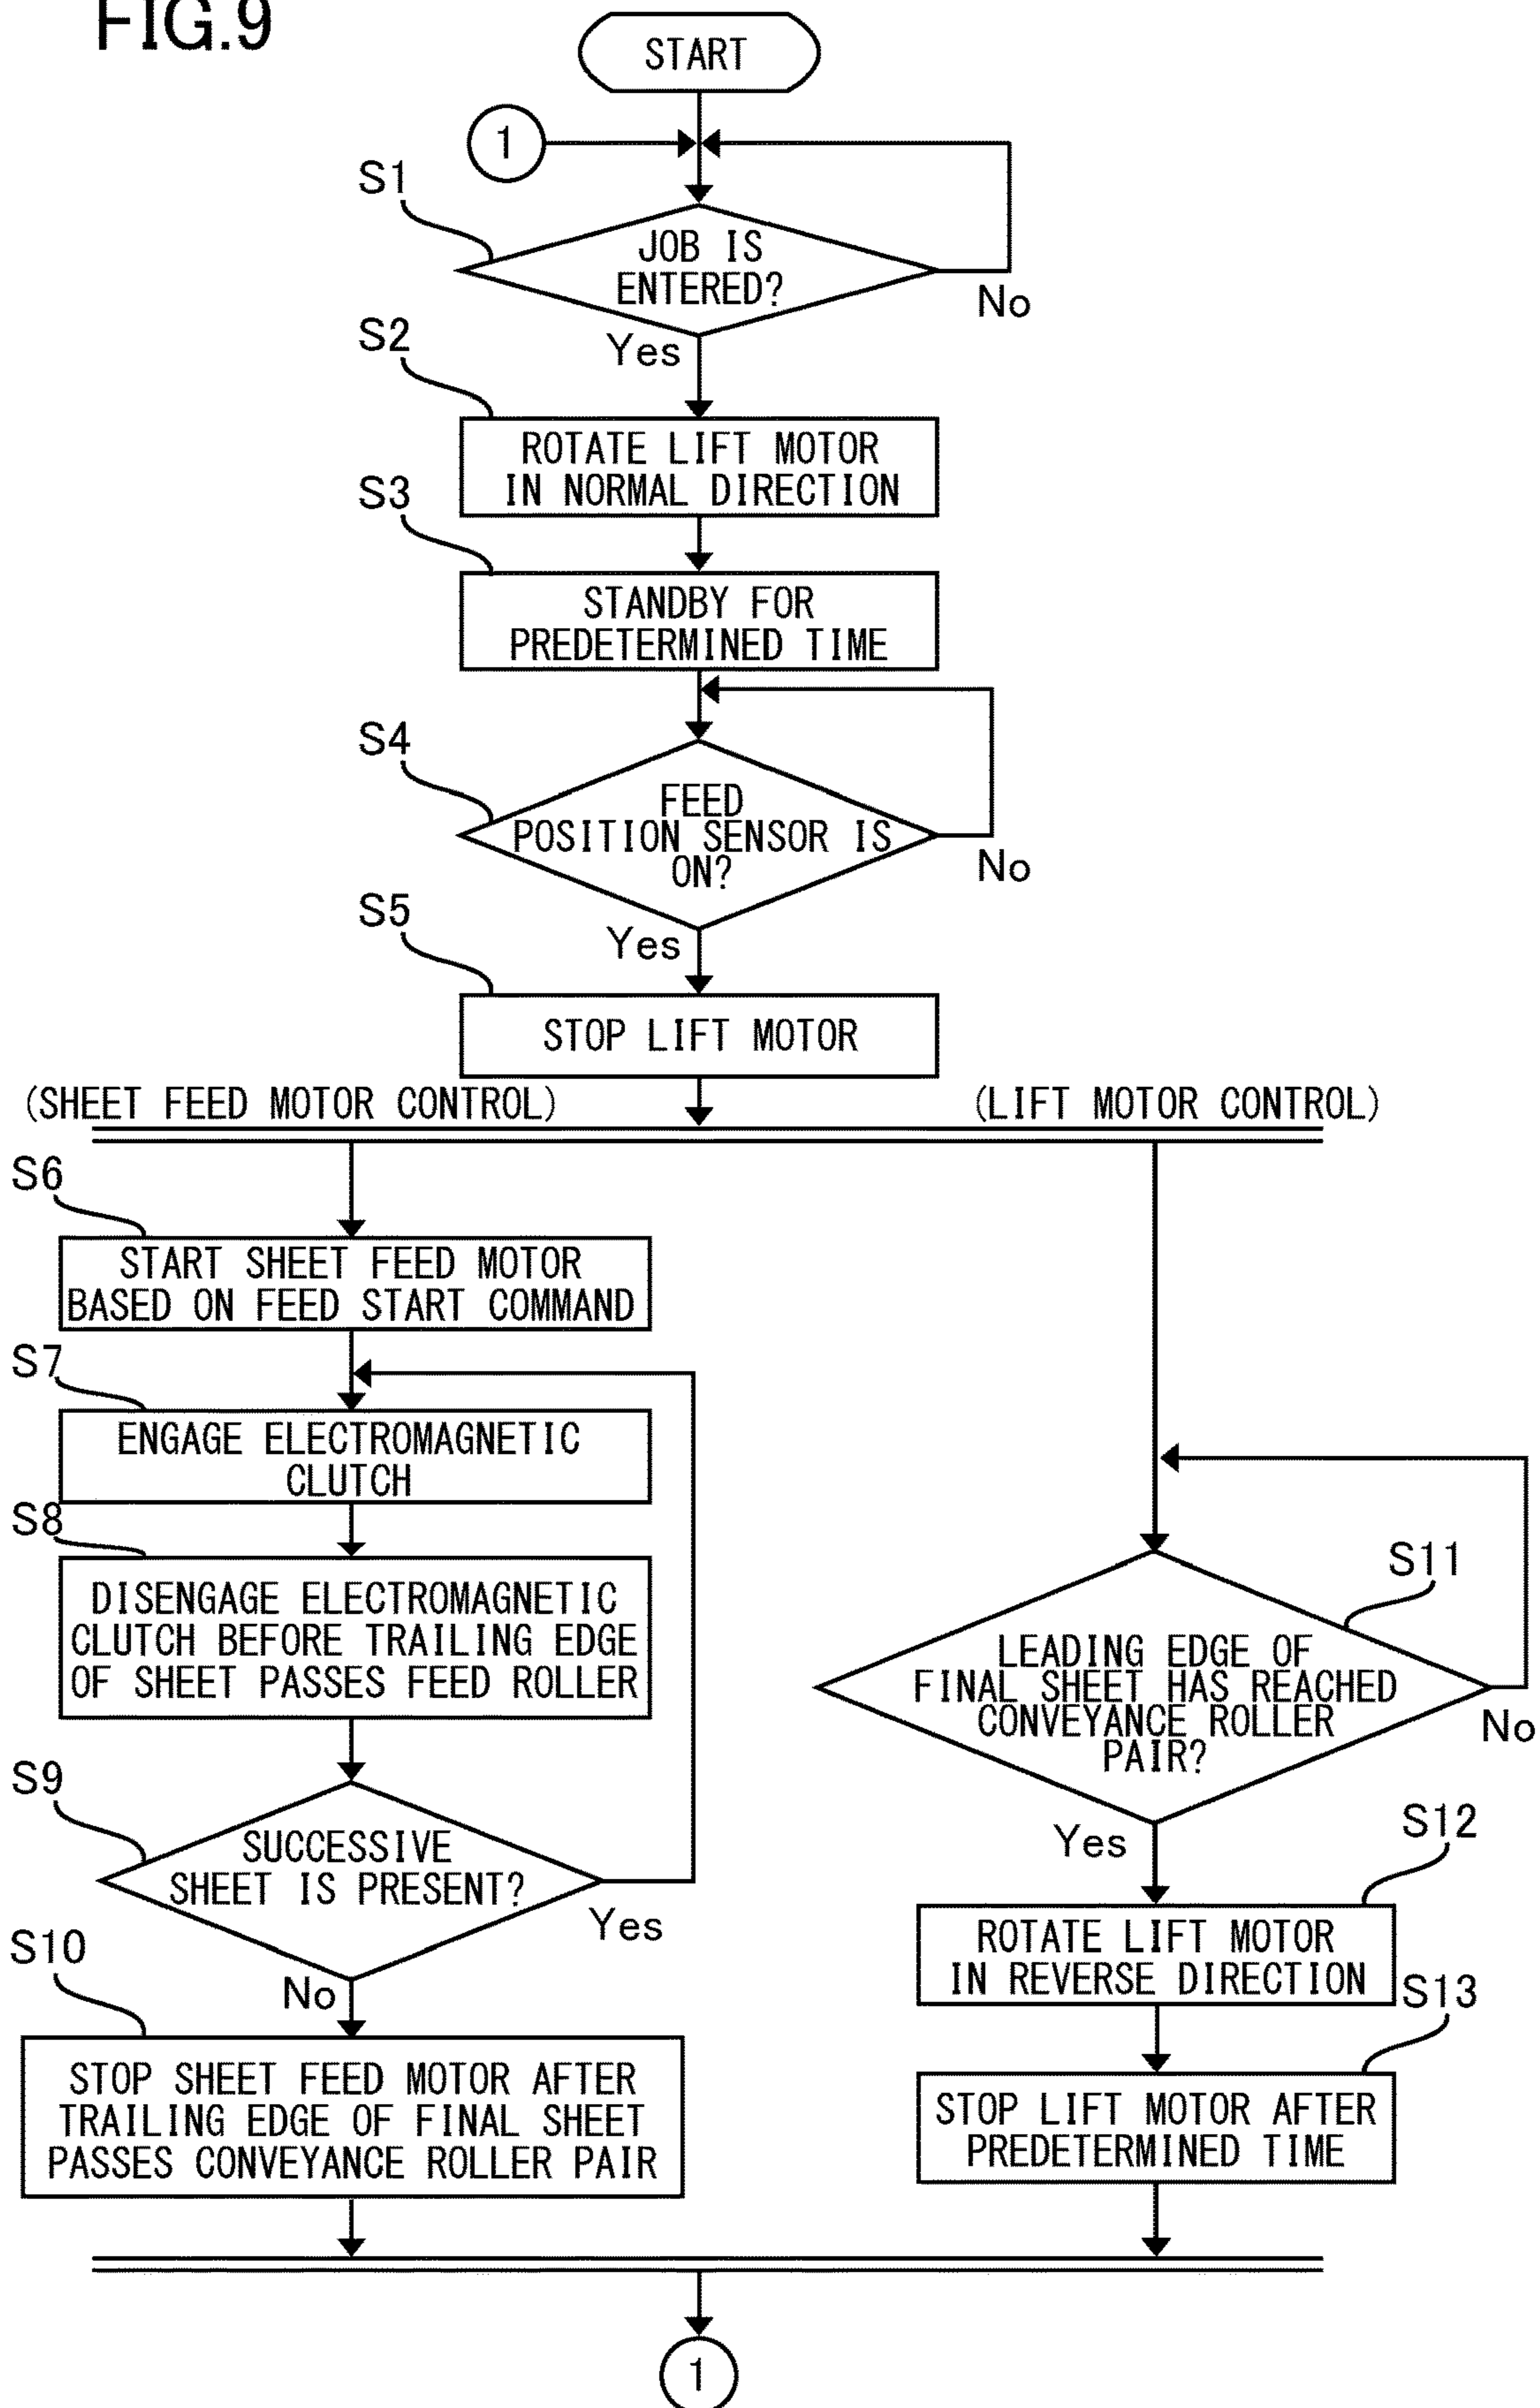 FIG.9
START
1
S1
JOB IS
ENTERED?
No
Yes
S2
ROTATE LIFT MOTOR
IN NORMAL DIRECTION
S3
STANDBY FOR
PREDETERMINED TIME
S4
FEED
POSITION SENSOR IS
ON?
No
Yes
S5
STOP LIFT MOTOR
(SHEET FEED MOTOR CONTROL)
(LIFT MOTOR CONTROL)
S6
START SHEET FEED MOTOR
BASED ON FEED START COMMAND
S7
ENGAGE ELECTROMAGNETIC
CLUTCH
S8
DISENGAGE ELECTROMAGNETIC
CLUTCH BEFORE TRAILING EDGE
OF SHEET PASSES FEED ROLLER
S9
SUCCESSIVE
SHEET IS PRESENT?
Yes
No
S10
STOP SHEET FEED MOTOR AFTER
TRAILING EDGE OF FINAL SHEET
PASSES CONVEYANCE ROLLER PAIR
S11
LEADING EDGE OF
FINAL SHEET HAS REACHED
CONVEYANCE ROLLER
PAIR?
No
Yes
S12
ROTATE LIFT MOTOR
IN REVERSE DIRECTION
S13
STOP LIFT MOTOR AFTER
PREDETERMINED TIME
1